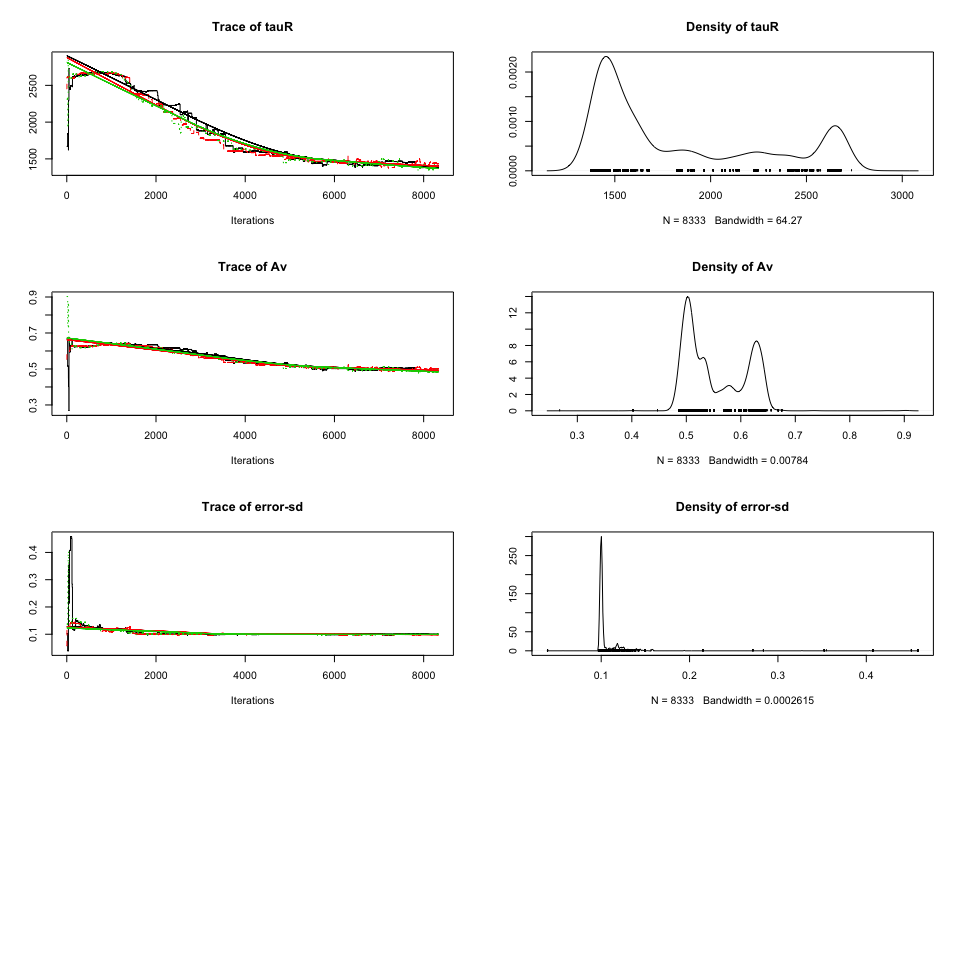 Trace of tauR
2500
2000
1500
0 2000 4000 6000 8000
Iterations
Density of tauR
0.0020
0.0010
0.0000
1500 2000 2500 3000
N = 8333 Bandwidth = 64.27
Trace of Av
0.9
0.7
0.5
0.3
0 2000 4000 6000 8000
Iterations
Density of Av
12
8
6
4
2
0
0.3 0.4 0.5 0.6 0.7 0.8 0.9
N = 8333 Bandwidth = 0.00784
Trace of error-sd
0.4
0.3
0.2
0.1
0 2000 4000 6000 8000
Iterations
Density of error-sd
250
150
50
0
0.1 0.2 0.3 0.4
N = 8333 Bandwidth = 0.0002615